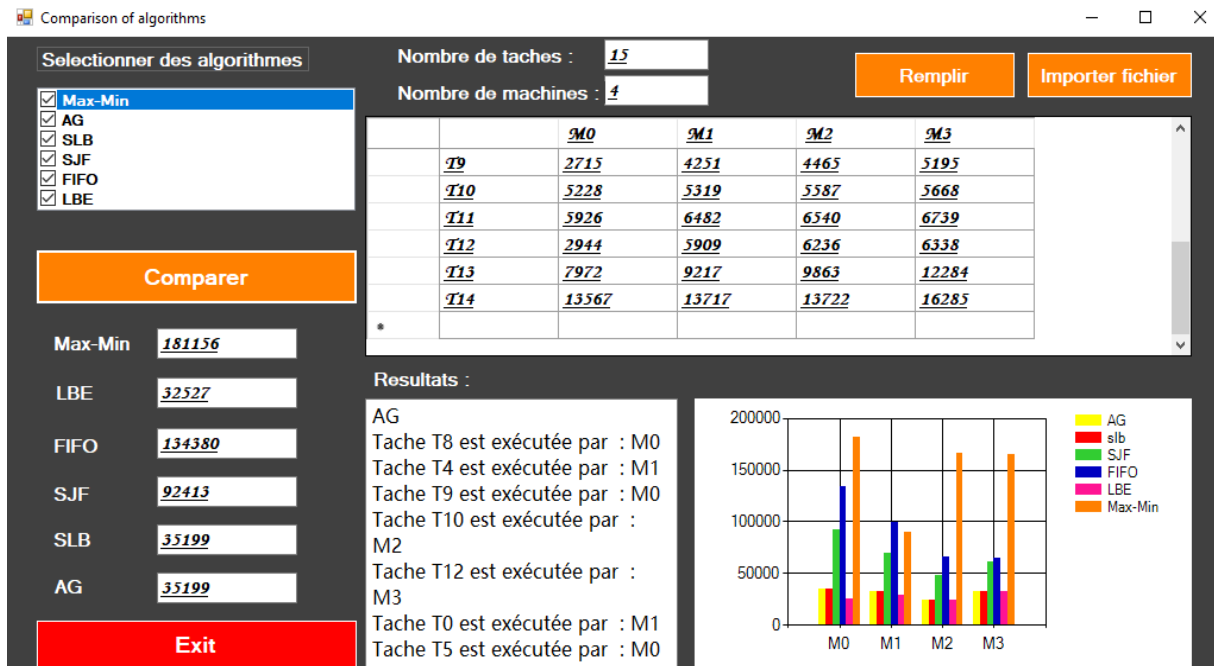 Comparison of algorithms
Selectionner des algorithmes
Max-Min
AG
SLB
SJF
FIFO
LBE
Comparer
Max-Min 181156
LBE 32527
FIFO 134380
SJF 92413
SLB 35199
AG 35199
Exit
Nombre de taches : 15
Nombre de machines : 4
Remplir
Importer fichier
M0 M1 M2 M3
T9 2715 4251 4465 5195
T10 5228 5319 5587 5668
T11 5926 6482 6540 6739
T12 2944 5909 6236 6338
T13 7972 9217 9863 12284
T14 13567 13717 13722 16285
*
Resultats :
AG
Tache T8 est exécutée par : M0
Tache T4 est exécutée par : M1
Tache T9 est exécutée par : M0
Tache T10 est exécutée par :
M2
Tache T12 est exécutée par :
M3
Tache T0 est exécutée par : M1
Tache T5 est exécutée par : M0
200000
150000
100000
50000
0
M0 M1 M2 M3
AG
slb
SJF
FIFO
LBE
Max-Min